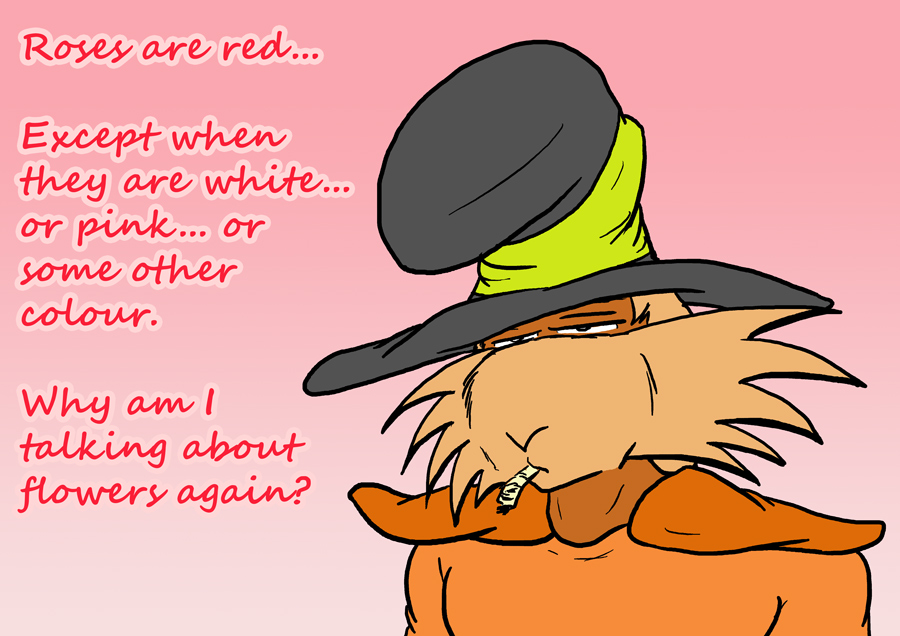 Roses are red...
Except when
they are white...
or pink... or
some other
colour.
Why am I
talking about
flowers again?